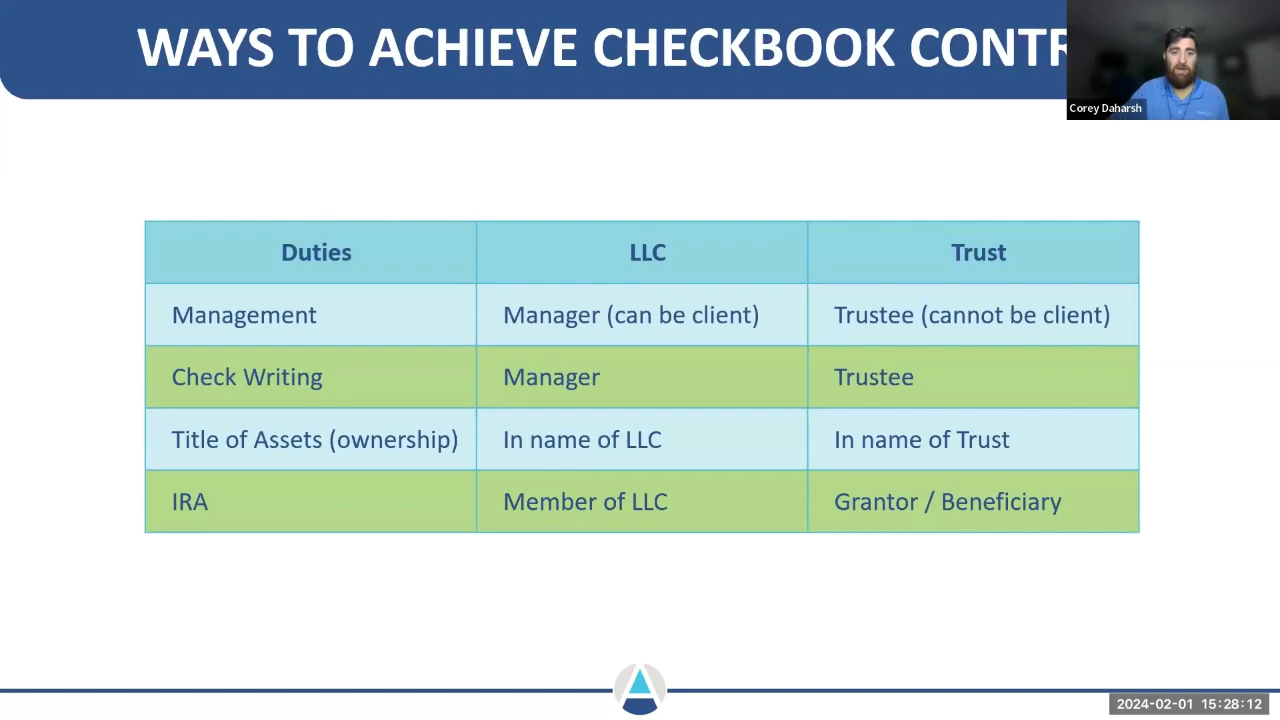 WAYS TO ACHIEVE CHECKBOOK CONTR
Corey Daharsh
Duties LLC Trust
Management Manager (can be client) Trustee (cannot be client)
Check Writing Manager Trustee
Title of Assets (ownership) In name of LLC In name of Trust
IRA Member of LLC Grantor / Beneficiary
2024-02-01 15:28:12